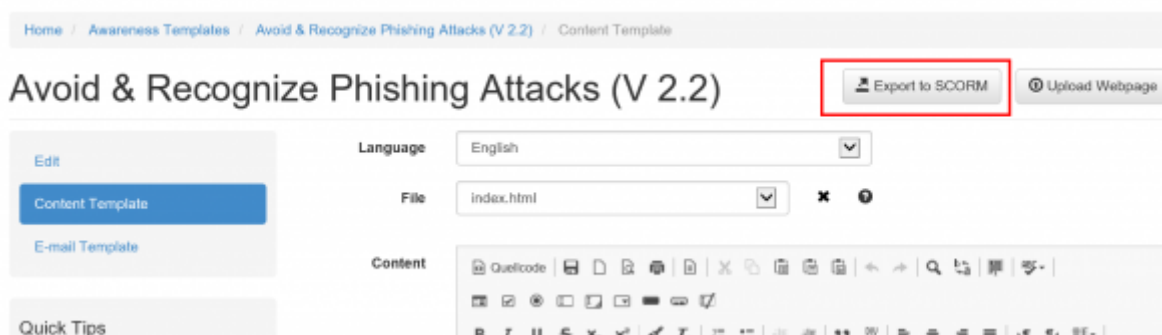 Home / Awareness Templates / Avoid & Recognize Phishing Attacks (V 2.2) / Content Template
Avoid & Recognize Phishing Attacks (V 2.2)
Export to SCORM
Upload Webpage
Edit
Content Template
E-mail Template
Quick Tips
Language
English
File
index.html
Content
Quellcode